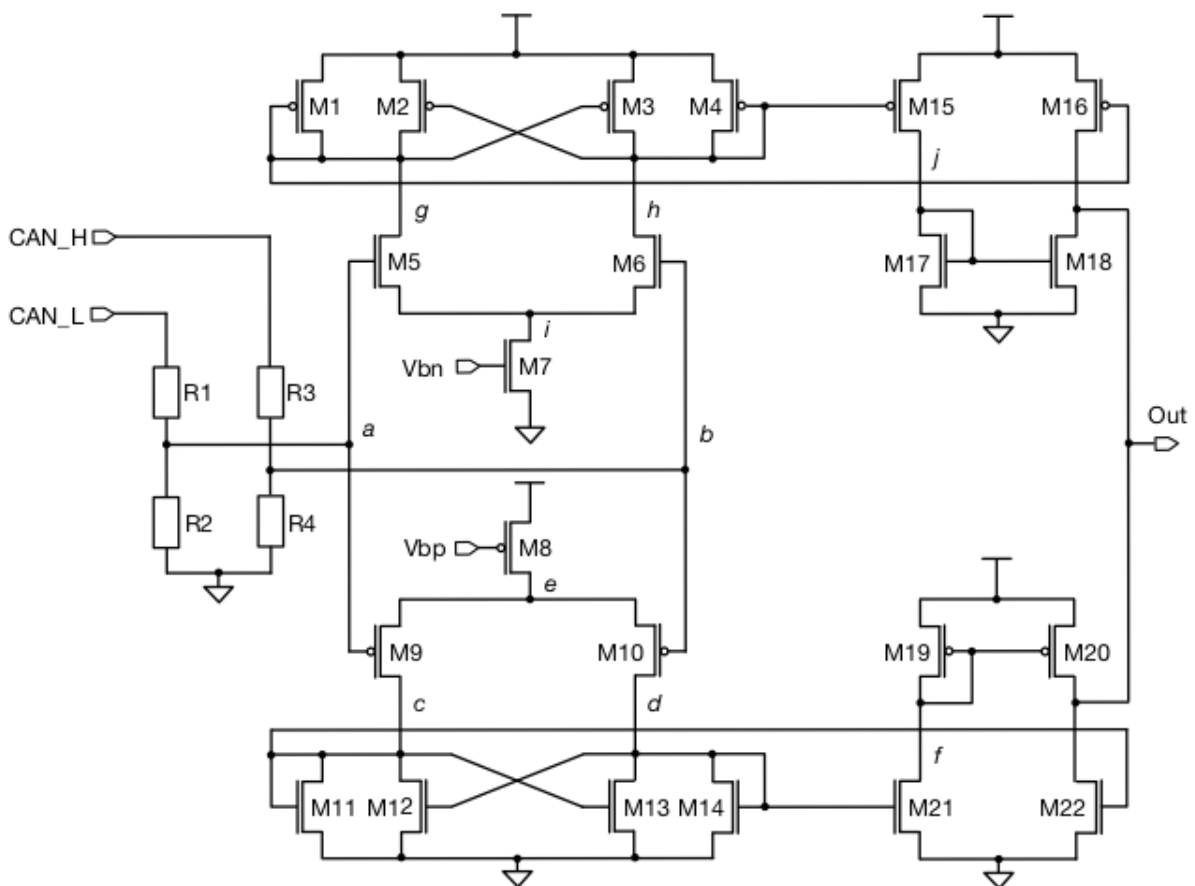 M1 M2 M3 M4 M15 M16
j
g h
CAN_H
M5 M6 M17 M18
CAN_L
i
Vbn M7
R1 R3
Out
a b
R2 R4
Vbp M8
e
M9 M10 M19 M20
c d
f
M11 M12 M13 M14 M21 M22